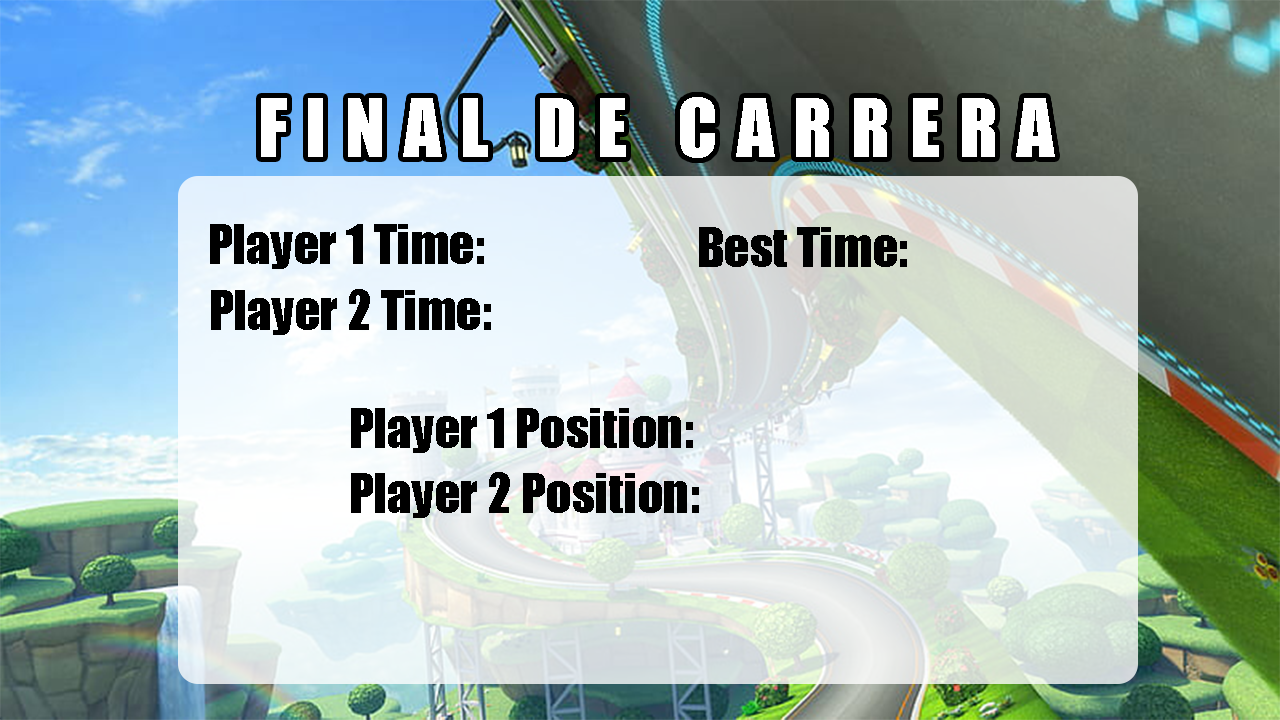 FINAL DE CARRERA
Player 1 Time:
Player 2 Time:
Best Time:
Player 1 Position:
Player 2 Position: